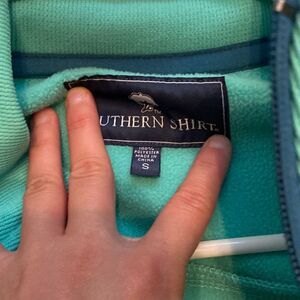 UTHERN SHIRT
100%
POLYESTER
MADE IN
CHINA
S